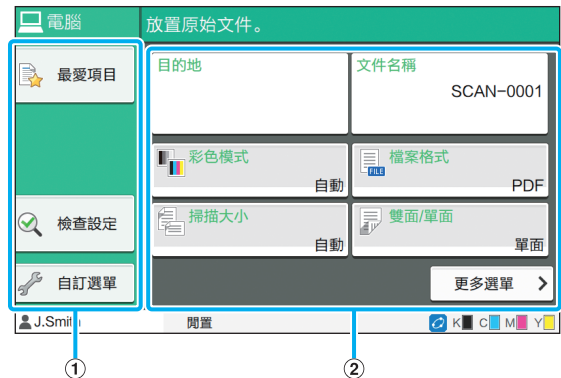 電腦
放置原始文件。
最愛項目
檢查設定
自訂選單
目的地
文件名稱
SCAN-0001
彩色模式
自動
檔案格式
FILE
PDF
掃描大小
自動
雙面/單面
單面
更多選單
J.Smith
閒置
K C M Y
① ②